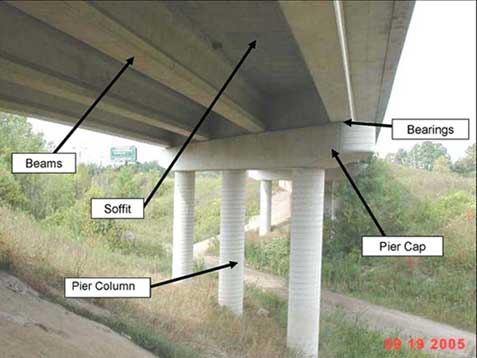 Bearings
Beams
Soffit
Pier Cap
Pier Column
09 19 2005